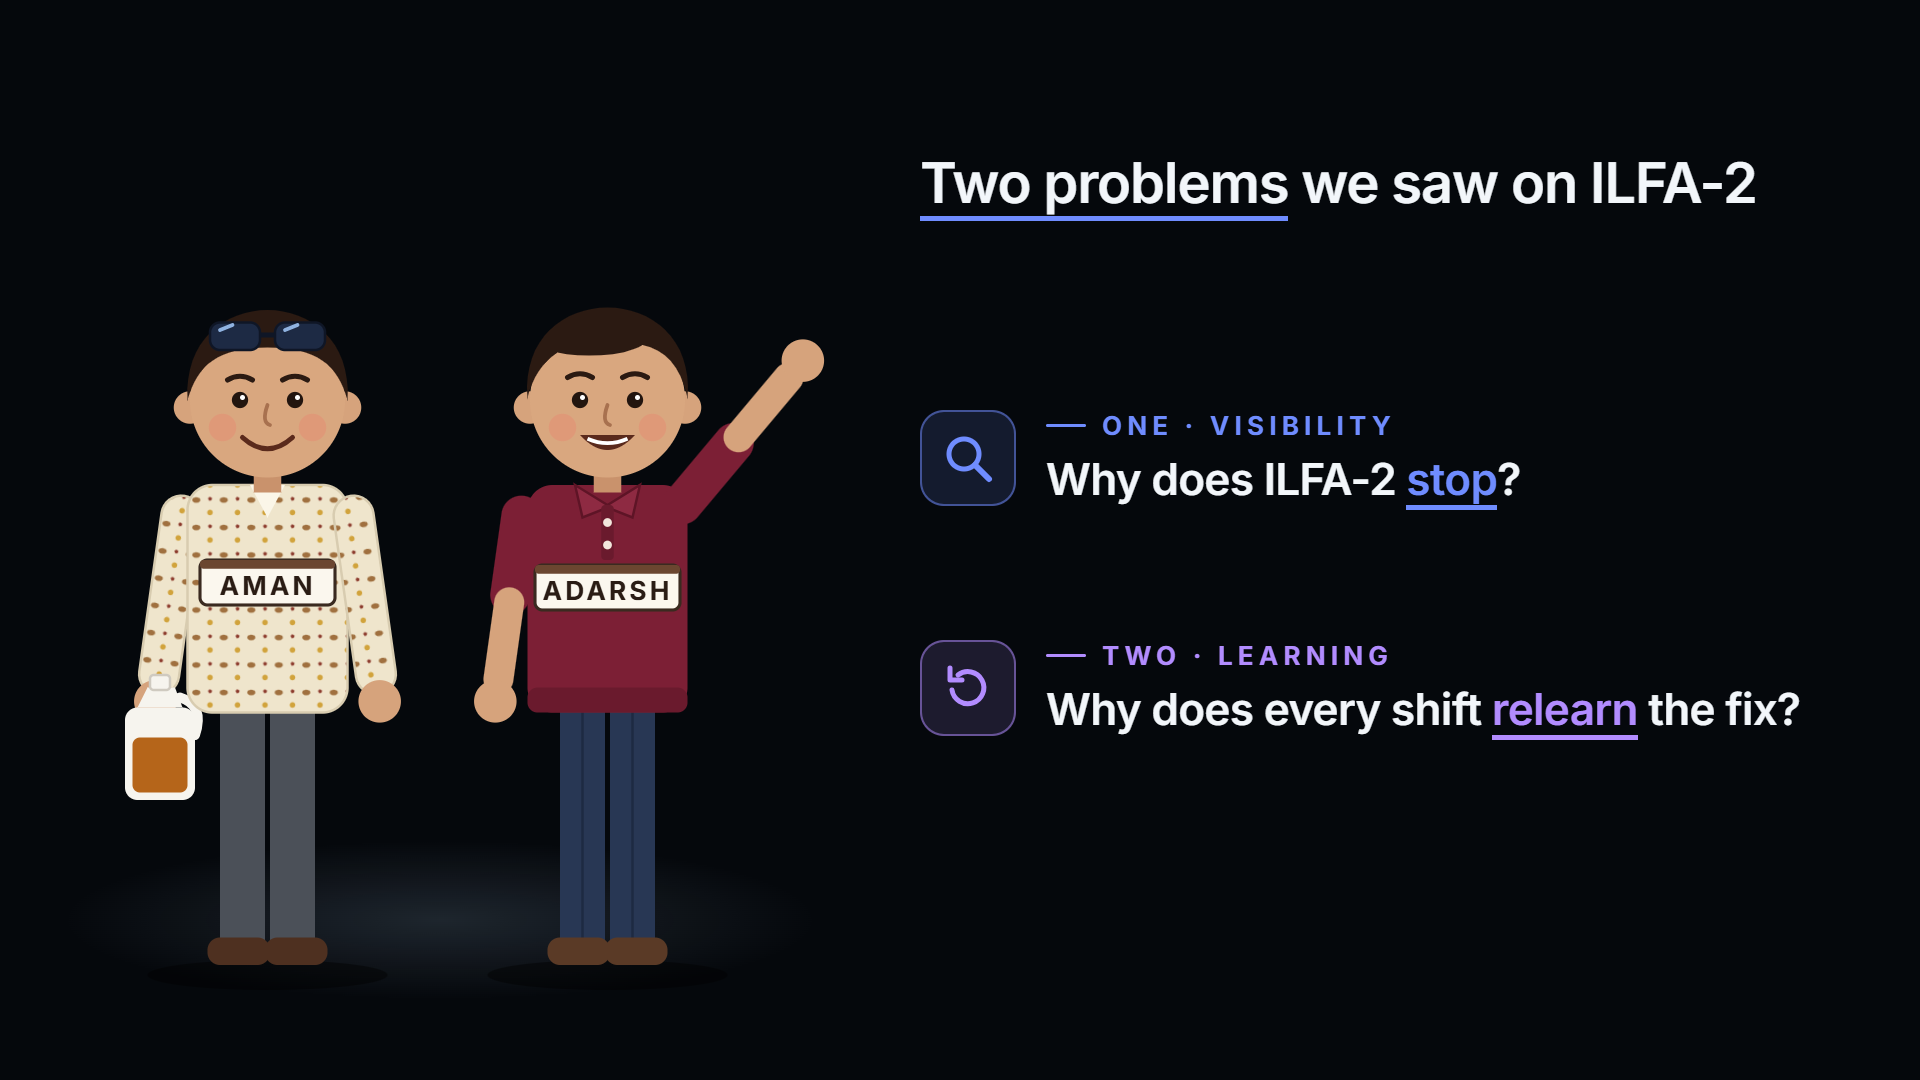 Two problems we saw on ILFA-2
ONE · VISIBILITY
Why does ILFA-2 stop?
TWO · LEARNING
Why does every shift relearn the fix?
AMAN
ADARSH